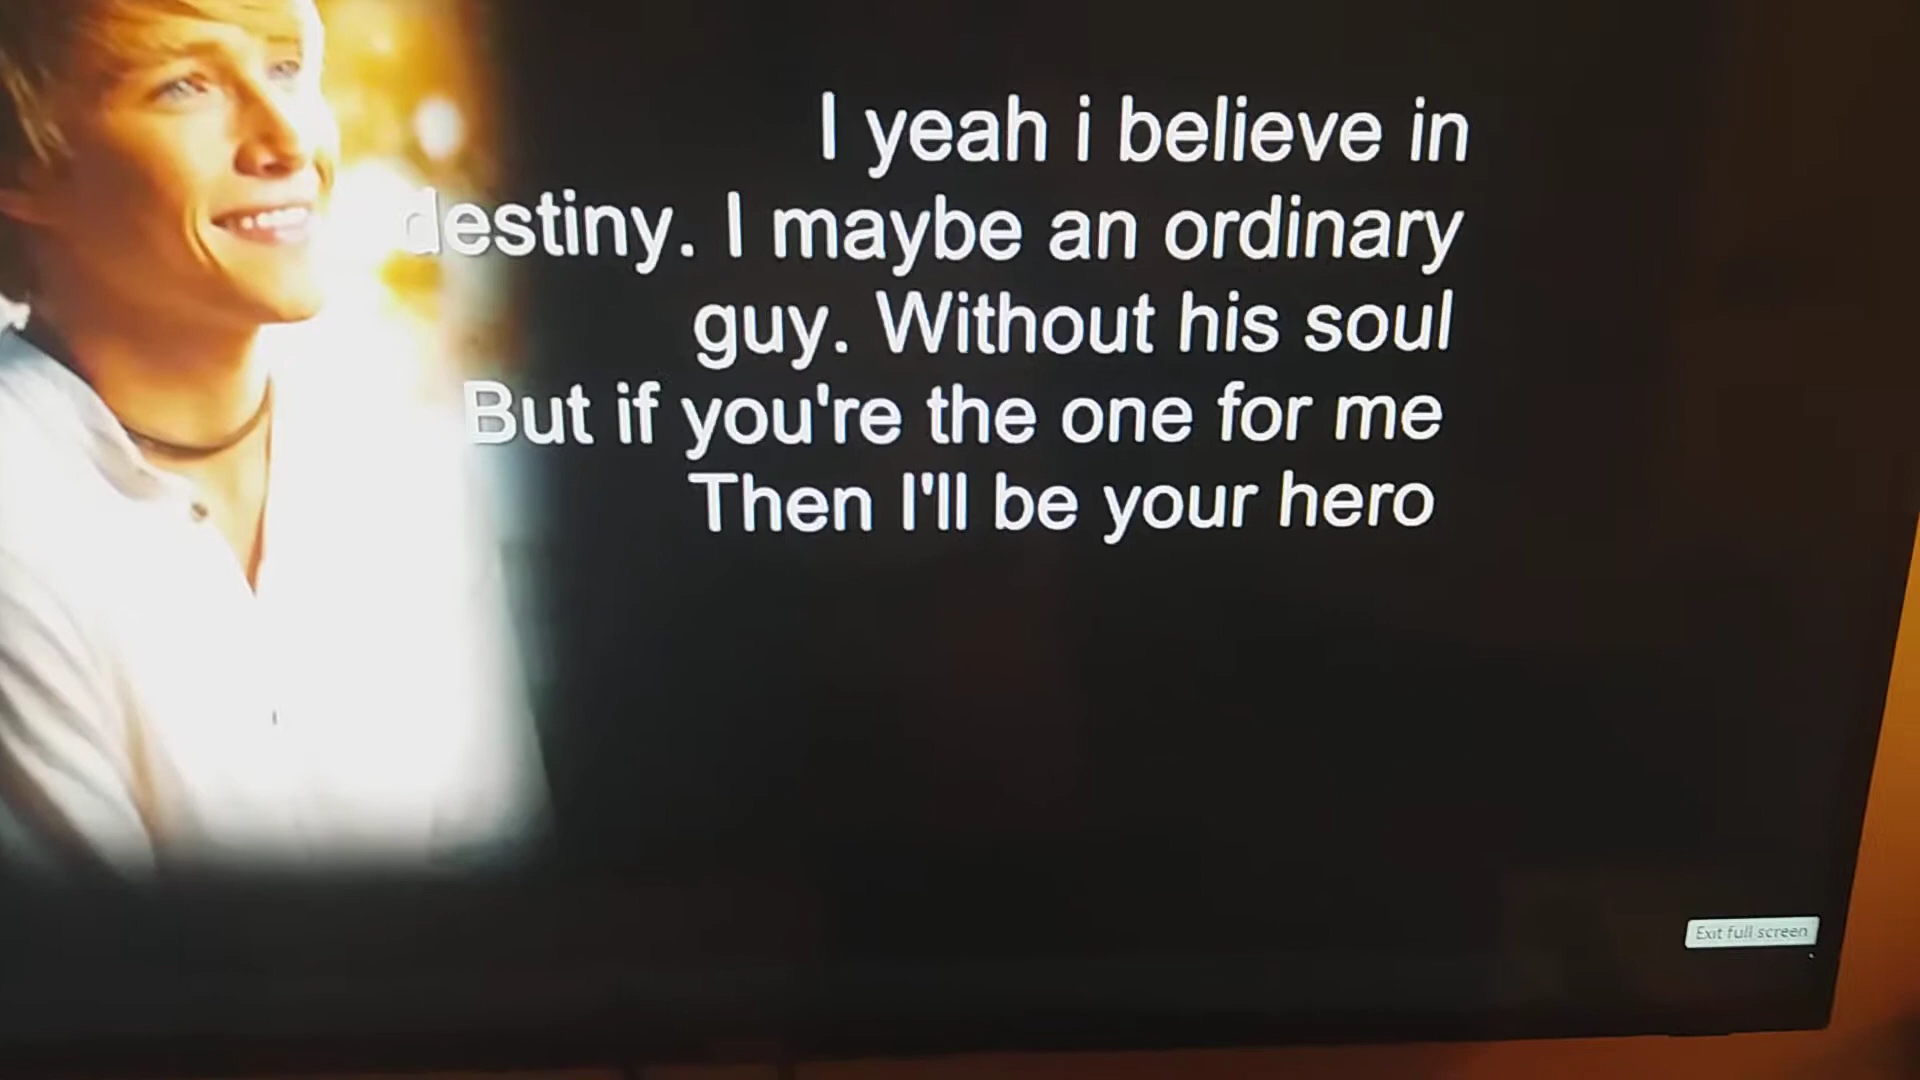 I yeah i believe in
destiny. I maybe an ordinary
guy. Without his soul
But if you're the one for me
Then I'll be your hero
Exit full screen